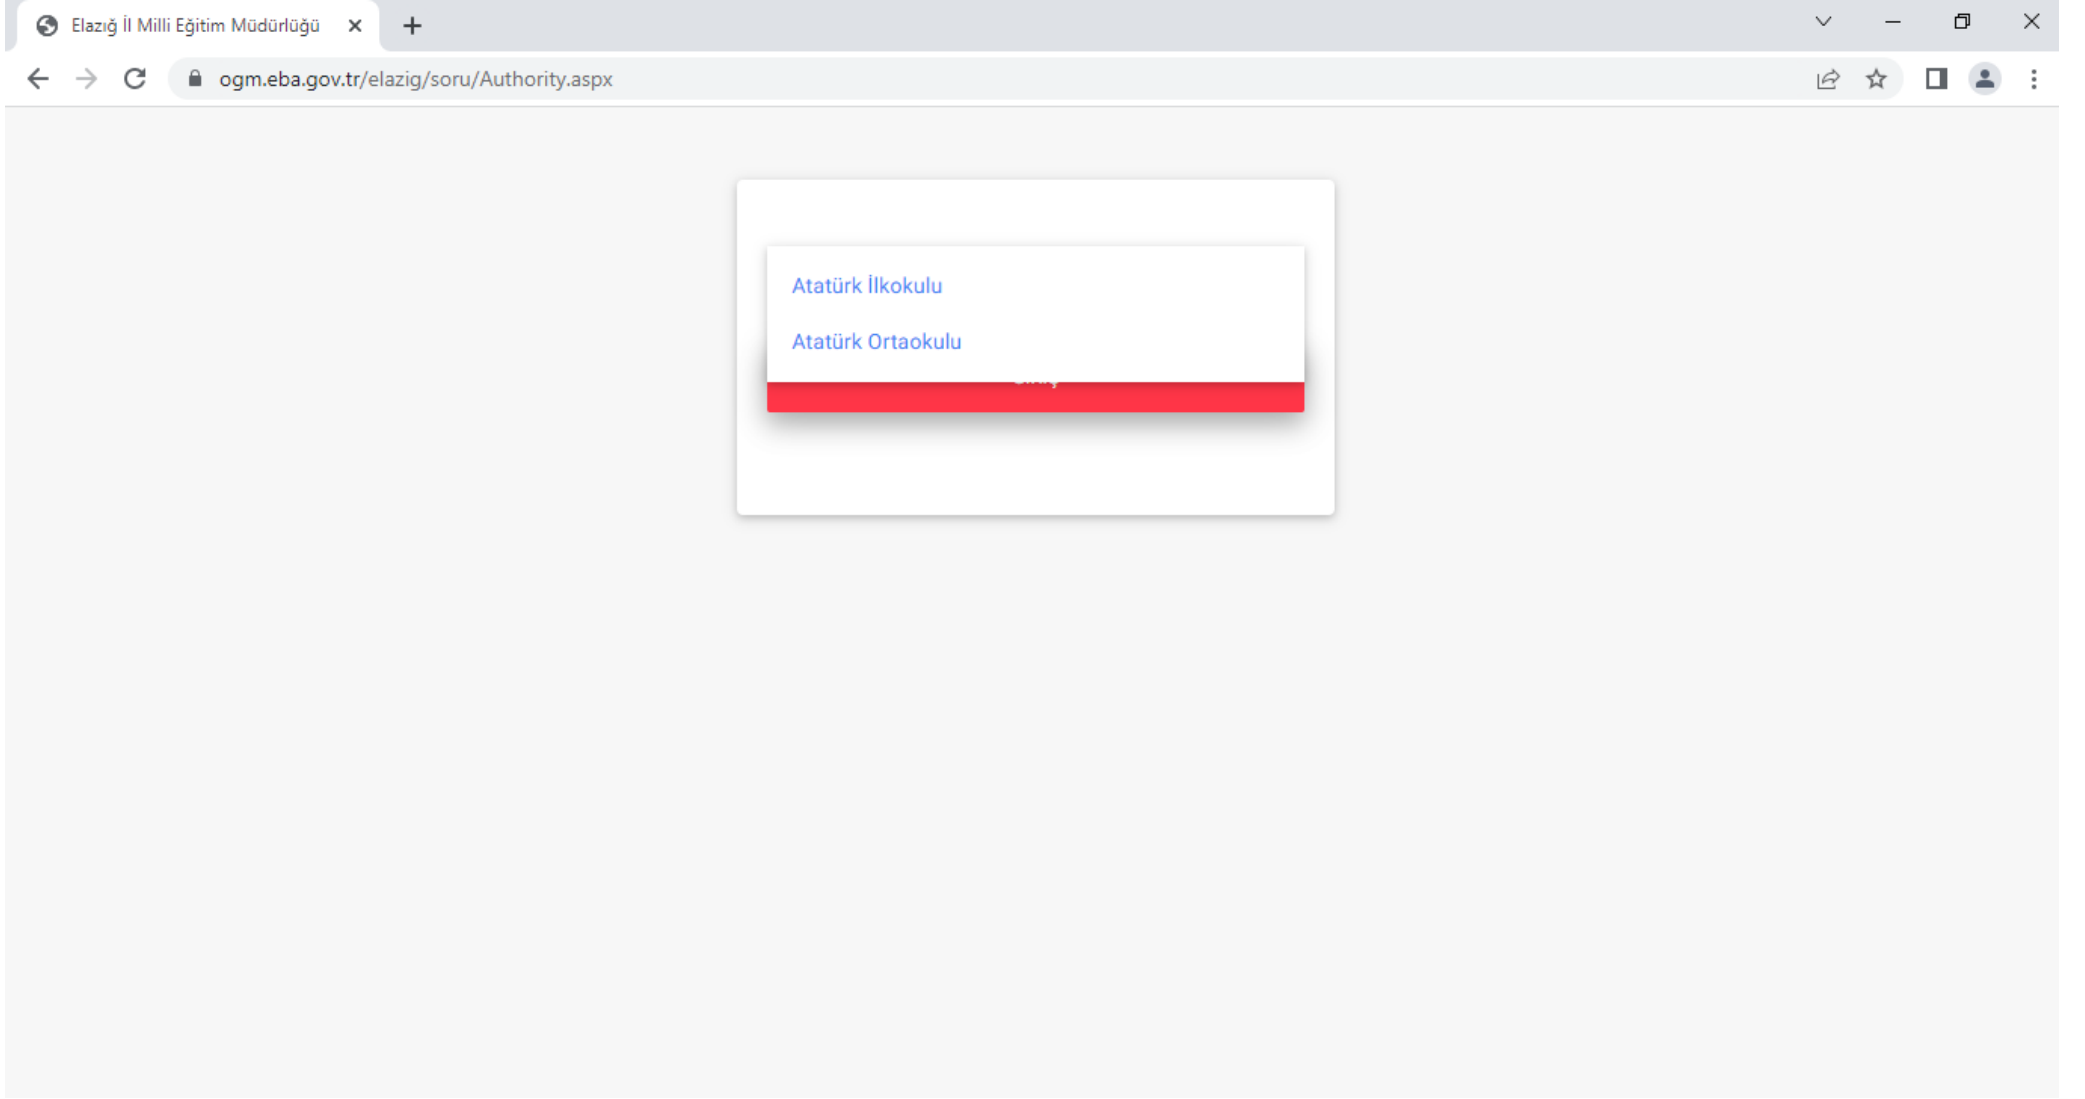 Elazığ İl Milli Eğitim Müdürlüğü
ogm.eba.gov.tr/elazig/soru/Authority.aspx
Atatürk İlkokulu
Atatürk Ortaokulu